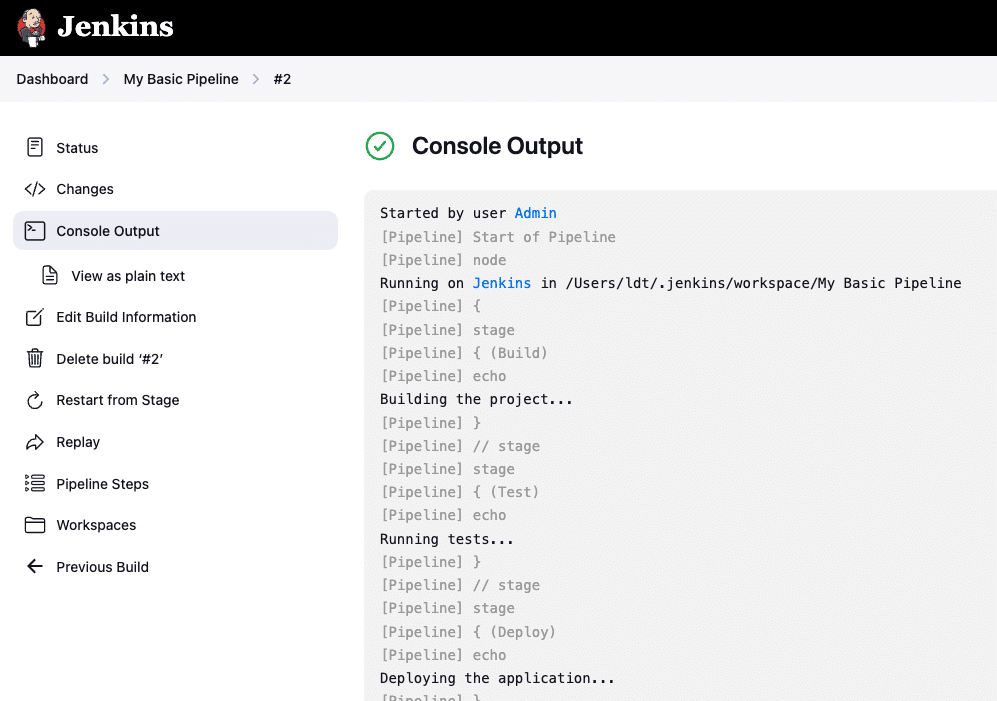 Jenkins
Dashboard > My Basic Pipeline > #2
Status
Changes
Console Output
View as plain text
Edit Build Information
Delete build ‘#2’
Restart from Stage
Replay
Pipeline Steps
Workspaces
Previous Build
Console Output
Started by user Admin
[Pipeline] Start of Pipeline
[Pipeline] node
Running on Jenkins in /Users/ldt/.jenkins/workspace/My Basic Pipeline
[Pipeline] {
[Pipeline] stage
[Pipeline] { (Build)
[Pipeline] echo
Building the project...
[Pipeline] }
[Pipeline] // stage
[Pipeline] stage
[Pipeline] { (Test)
[Pipeline] echo
Running tests...
[Pipeline] }
[Pipeline] // stage
[Pipeline] stage
[Pipeline] { (Deploy)
[Pipeline] echo
Deploying the application...
[Pipeline] }